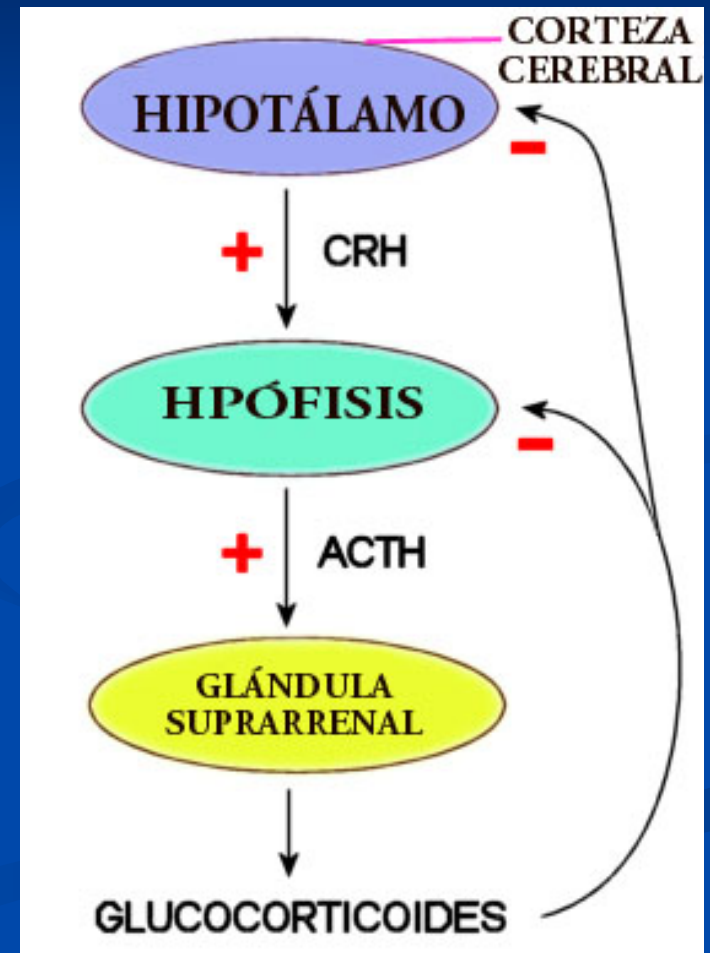 CORTEZA
CEREBRAL
HIPOTÁLAMO
-
+ CRH
HPÓFISIS
-
+ ACTH
GLÁNDULA
SUPRARRENAL
GLUCOCORTICOIDES